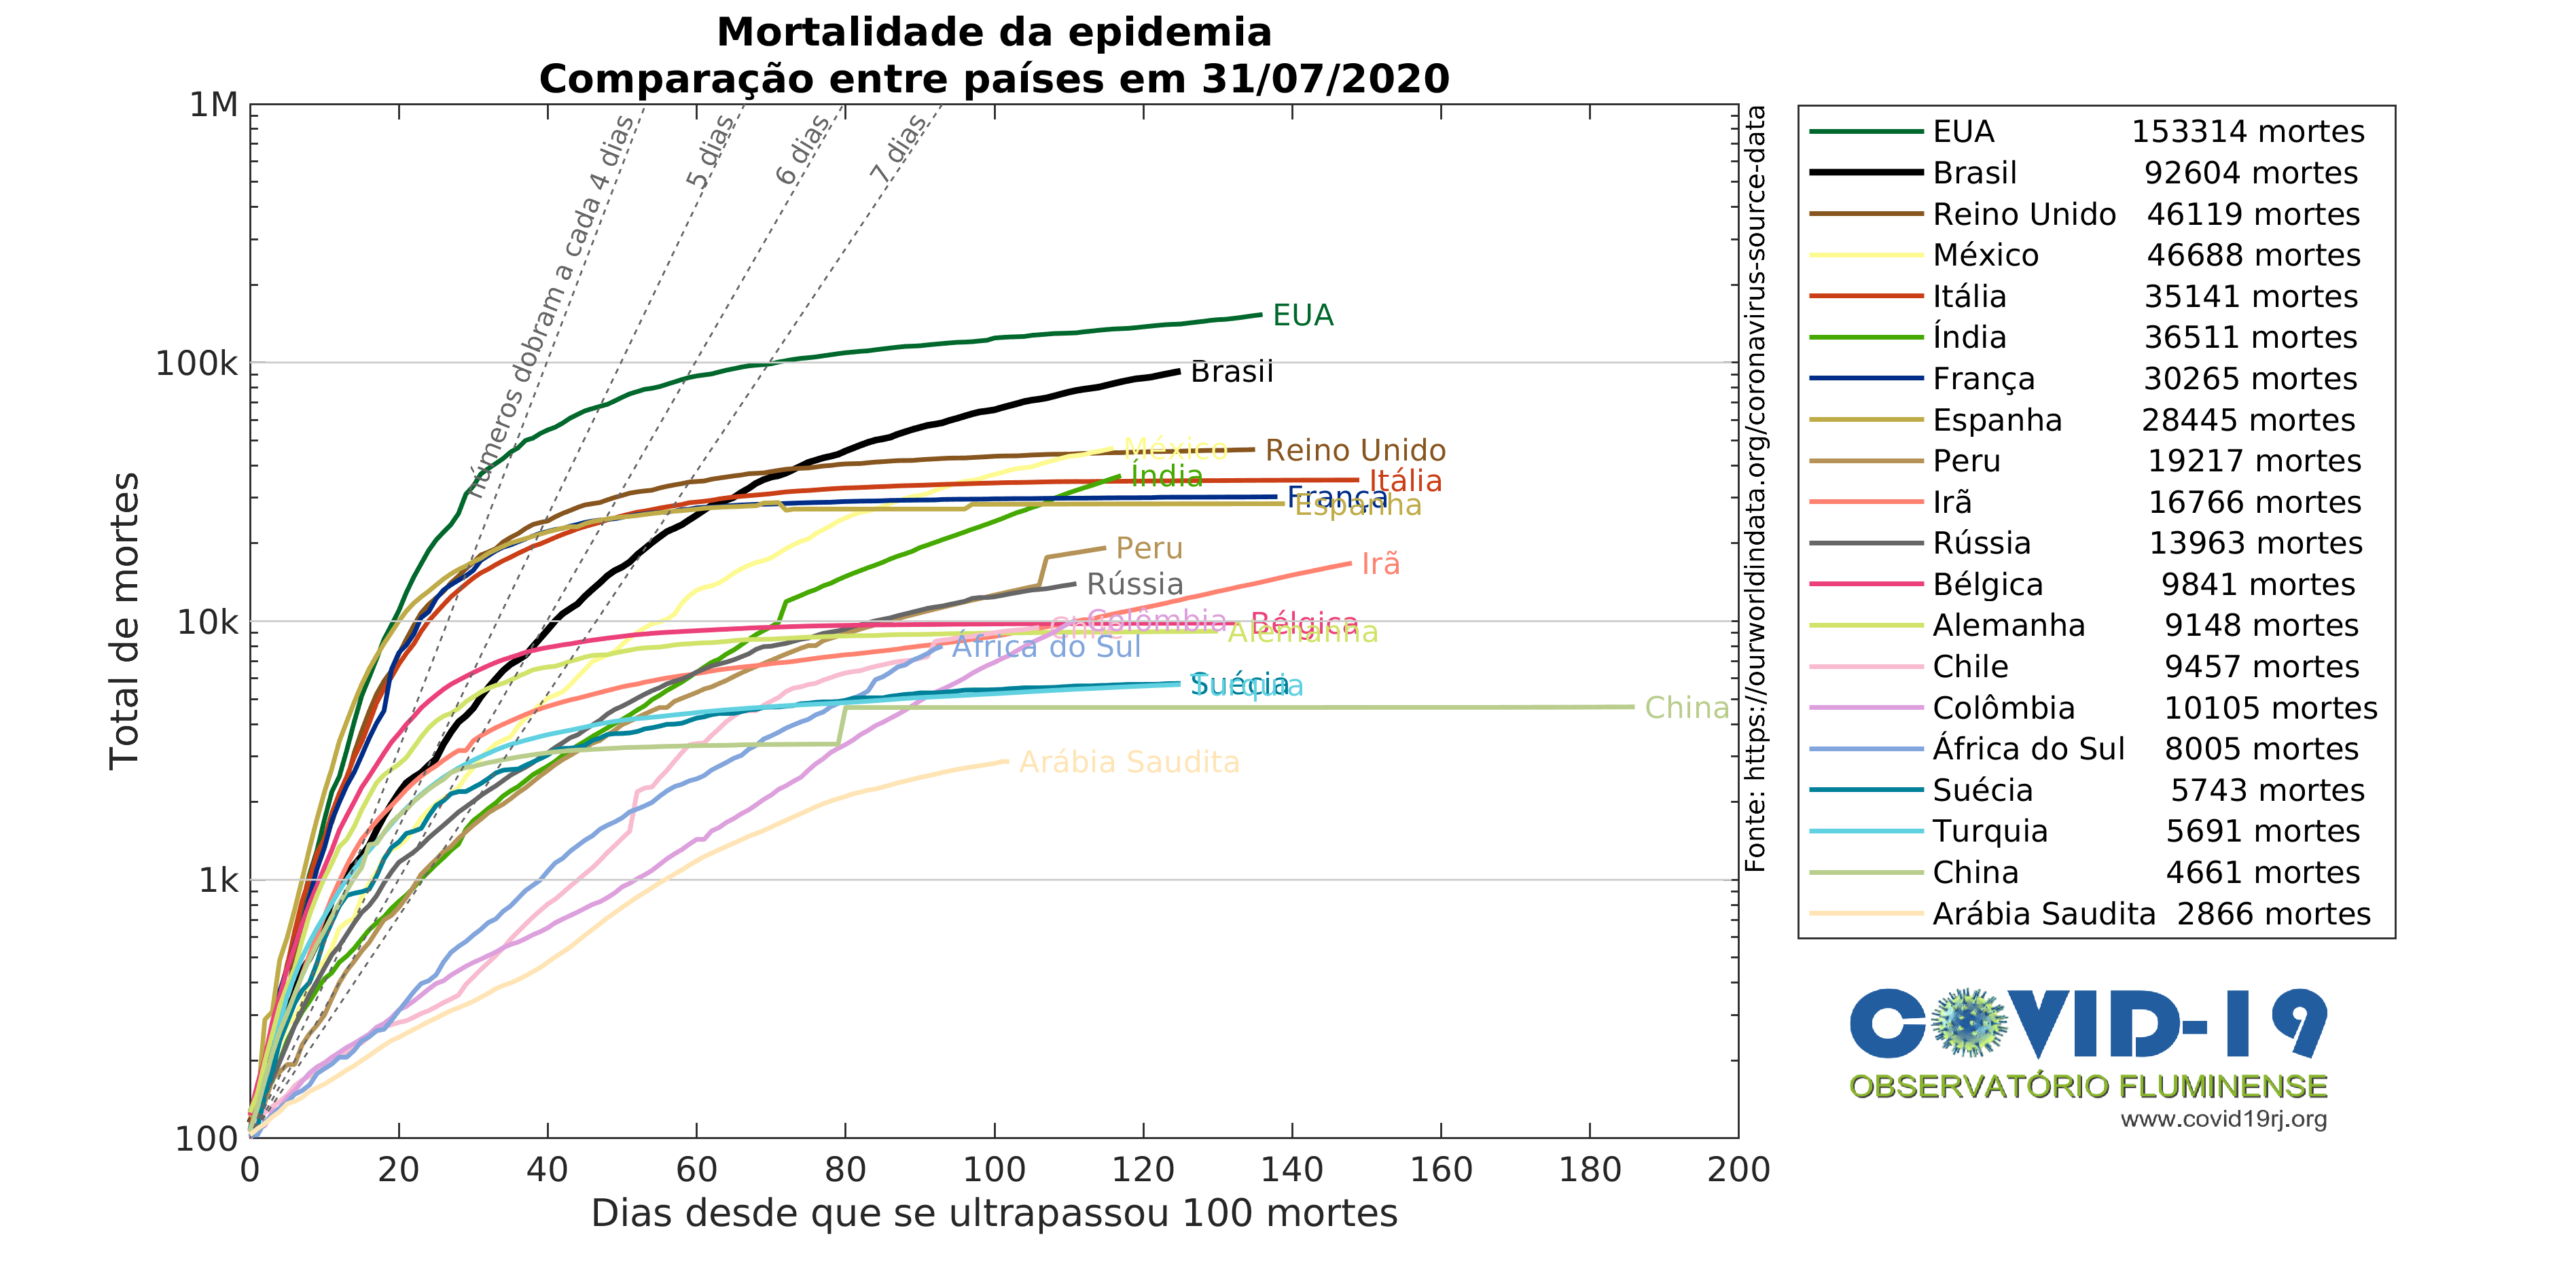 Mortalidade da epidemia
Comparação entre países em 31/07/2020
Total de mortes
1M
100k
10k
1k
100
0 20 40 60 80 100 120 140 160 180 200
Dias desde que se ultrapassou 100 mortes
números dobram a cada 4 dias
5 dias
6 dias
7 dias
EUA
Brasil
México
Reino Unido
Índia
Itália
França
Espanha
Peru
Irã
Rússia
Colômbia
Chile
Bélgica
Alemanha
África do Sul
Suécia
Turquia
China
Arábia Saudita
Fonte: https://ourworldindata.org/coronavirus-source-data
EUA 153314 mortes
Brasil 92604 mortes
Reino Unido 46119 mortes
México 46688 mortes
Itália 35141 mortes
Índia 36511 mortes
França 30265 mortes
Espanha 28445 mortes
Peru 19217 mortes
Irã 16766 mortes
Rússia 13963 mortes
Bélgica 9841 mortes
Alemanha 9148 mortes
Chile 9457 mortes
Colômbia 10105 mortes
África do Sul 8005 mortes
Suécia 5743 mortes
Turquia 5691 mortes
China 4661 mortes
Arábia Saudita 2866 mortes
COVID-19
OBSERVATÓRIO FLUMINENSE
www.covid19rj.org